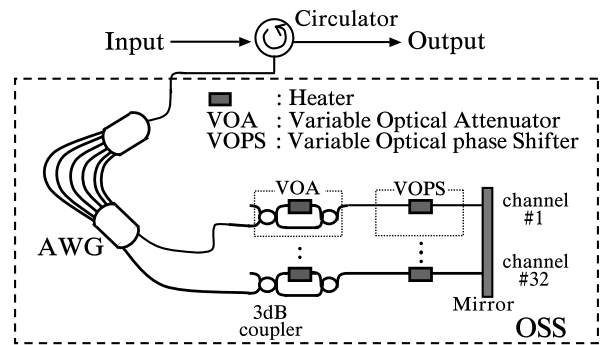 Circulator
Input
Output
: Heater
VOA : Variable Optical Attenuator
VOPS : Variable Optical phase Shifter
VOA
VOPS
channel
#1
AWG
channel
#32
3dB
coupler
Mirror
OSS